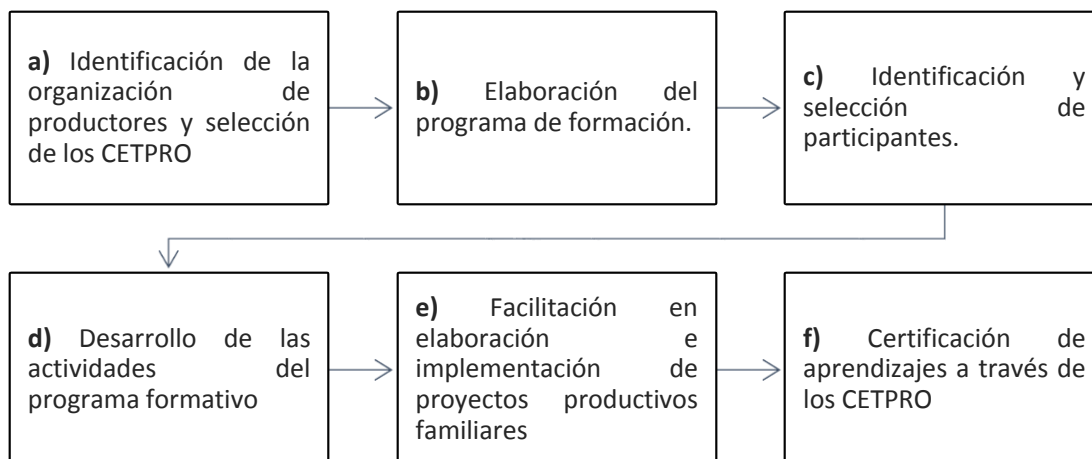 a) Identificación de la
organización de
productores y selección
de los CETPRO
b) Elaboración del
programa de formación.
c) Identificación y
selección de
participantes.
d) Desarrollo de las
actividades del
programa formativo
e) Facilitación en
elaboración e
implementación de
proyectos productivos
familiares
f) Certificación de
aprendizajes a través de
los CETPRO